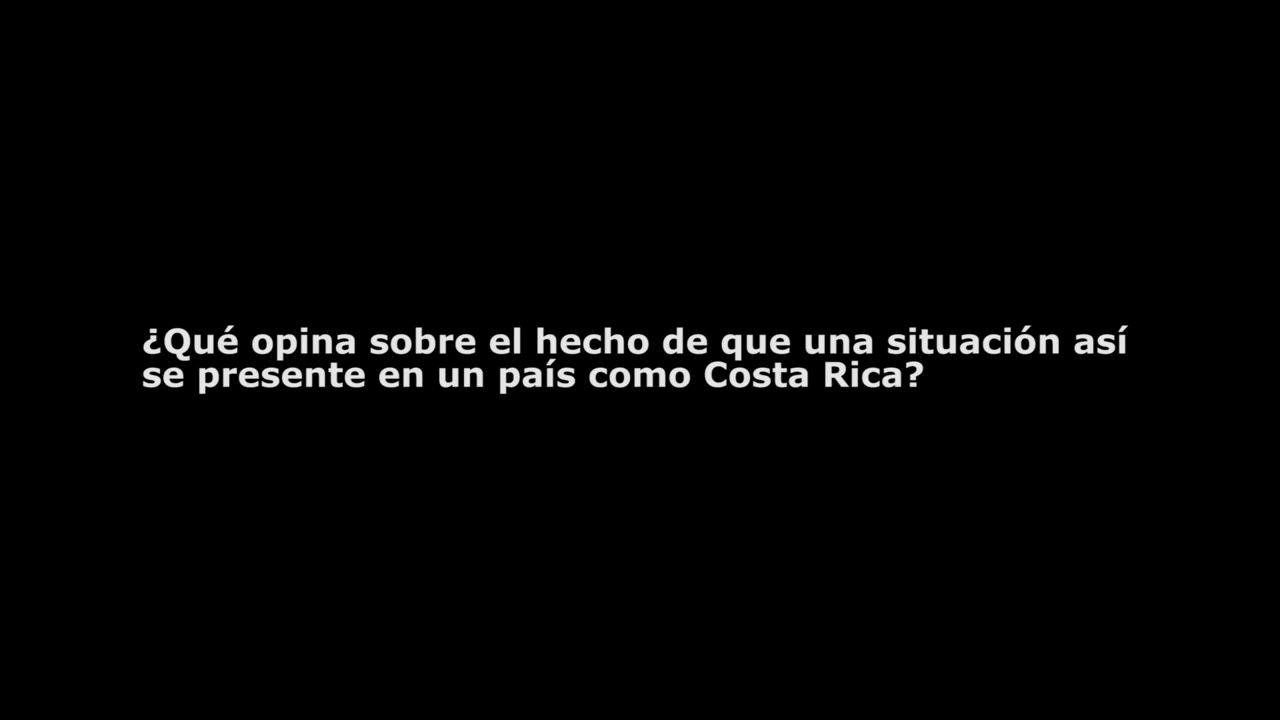 ¿Qué opina sobre el hecho de que una situación así
se presente en un país como Costa Rica?